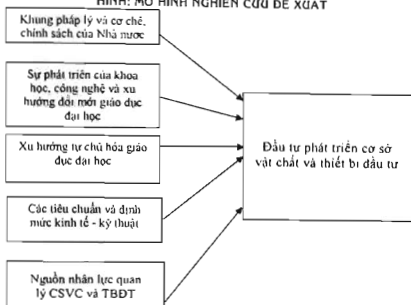 HÌNH: MÔ HÌNH NGHIÊN CỨU ĐỀ XUẤT
Khung pháp lý và cơ chế,
chính sách của Nhà nước
Sự phát triển của khoa
học, công nghệ và xu
hướng đổi mới giáo dục
đại học
Xu hướng tự chủ hóa giáo
dục đại học
Các tiêu chuẩn và định
mức kinh tế - kỹ thuật
Nguồn nhân lực quan
lý CSVC và TBĐT
Đầu tư phát triển cơ sở
vật chất và thiết bị đầu tư